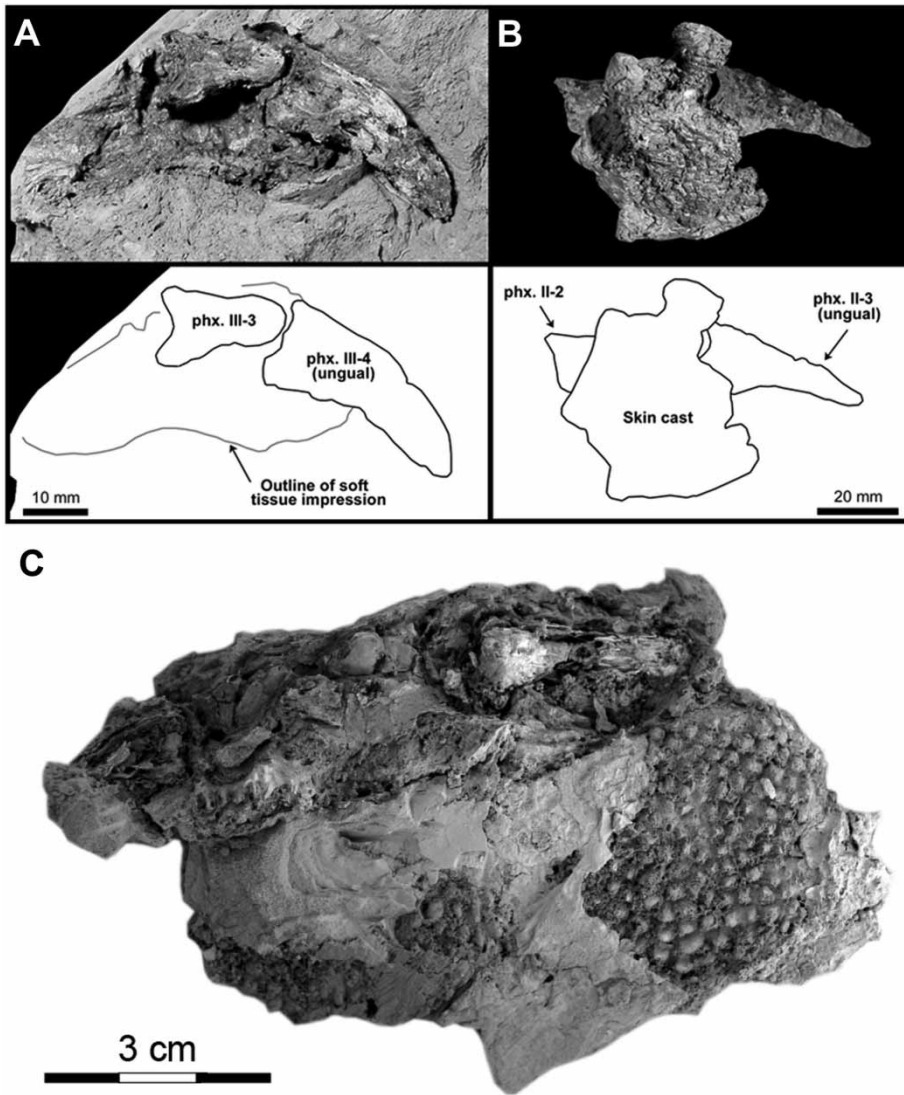 A
B
phx. III-3
phx. III-4
(ungual)
Outline of soft
tissue impression
10 mm
phx. II-2
phx. II-3
(ungual)
Skin cast
20 mm
C
3 cm